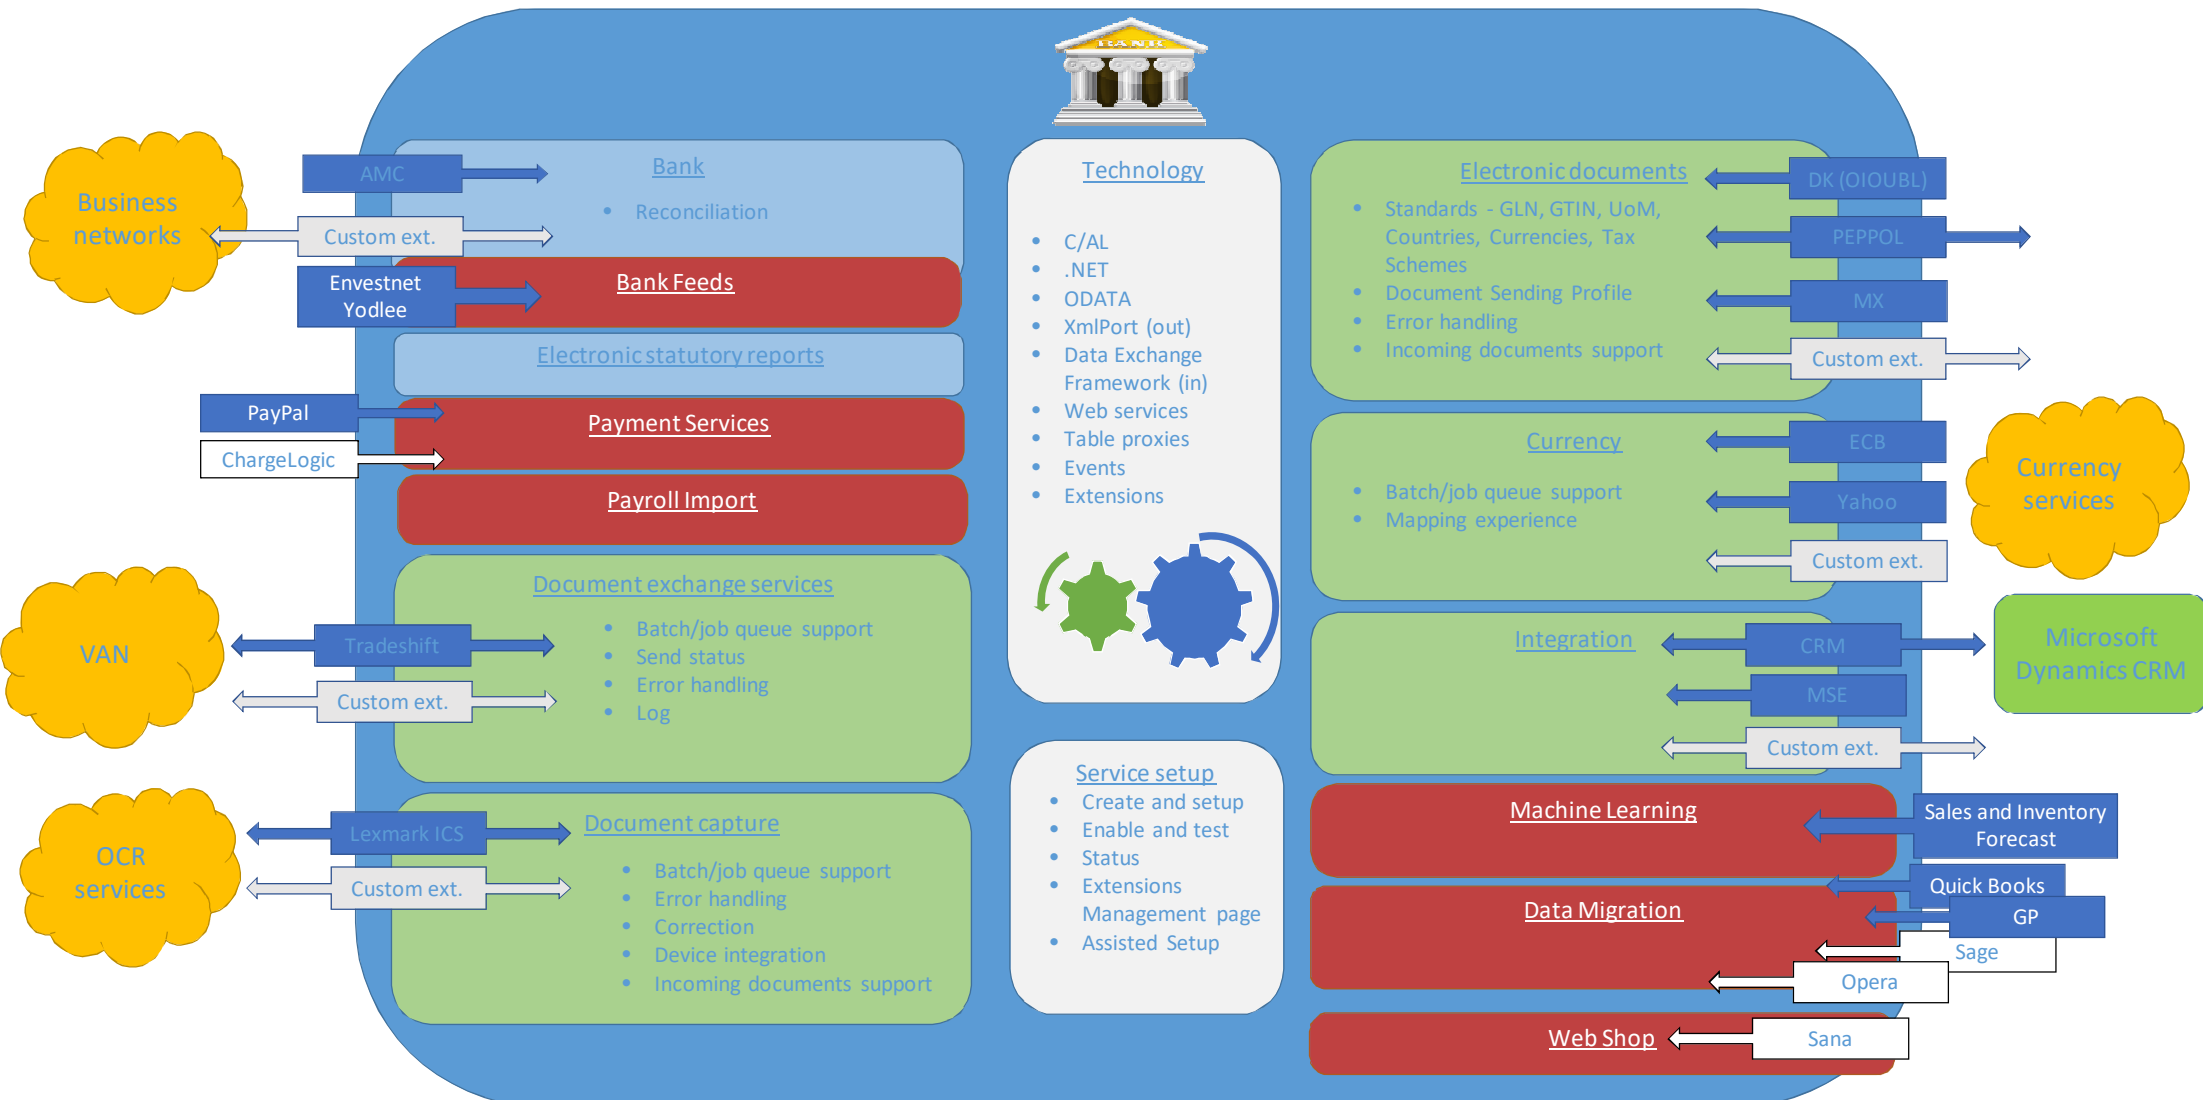 BANK
Business
networks
AMC
Custom ext.
Envestnet
Yodlee
Bank
• Reconciliation
Bank Feeds
Electronic statutory reports
PayPal
ChargeLogic
Payment Services
Payroll Import
VAN
Tradeshift
Custom ext.
Document exchange services
• Batch/job queue support
• Send status
• Error handling
• Log
OCR
services
Lexmark ICS
Custom ext.
Document capture
• Batch/job queue support
• Error handling
• Correction
• Device integration
• Incoming documents support
Technology
• C/AL
• .NET
• ODATA
• XmlPort (out)
• Data Exchange
Framework (in)
• Web services
• Table proxies
• Events
• Extensions
Service setup
• Create and setup
• Enable and test
• Status
• Extensions
Management page
• Assisted Setup
Electronic documents
• Standards - GLN, GTIN, UoM,
Countries, Currencies, Tax
Schemes
• Document Sending Profile
• Error handling
• Incoming documents support
DK (OIOUBL)
PEPPOL
MX
Custom ext.
Currency
• Batch/job queue support
• Mapping experience
ECB
Yahoo
Custom ext.
Currency
services
Integration
CRM
MSE
Custom ext.
Microsoft
Dynamics CRM
Machine Learning
Sales and Inventory
Forecast
Data Migration
Quick Books
GP
Sage
Opera
Web Shop
Sana